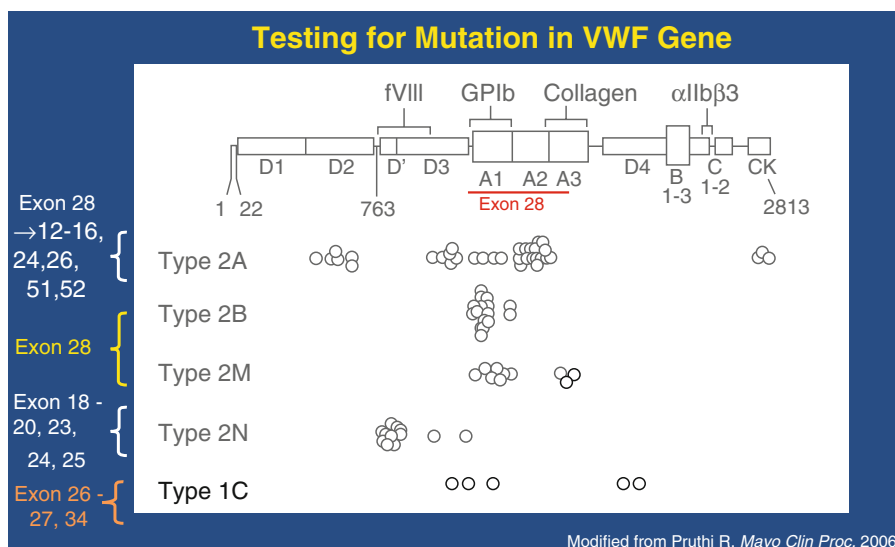 Testing for Mutation in VWF Gene
fVIII GPIb Collagen αIIbβ3
D1 D2 D' D3 A1 A2 A3 D4 B 1-3 C 1-2 CK
Exon 28
1 22 763 2813
Exon 28
→12-16,
24,26,
51,52
Type 2A
Type 2B
Exon 28
Type 2M
Exon 18 -
20, 23,
24, 25
Type 2N
Exon 26 -
27, 34
Type 1C
Modified from Pruthi R, Mayo Clin Proc, 2006